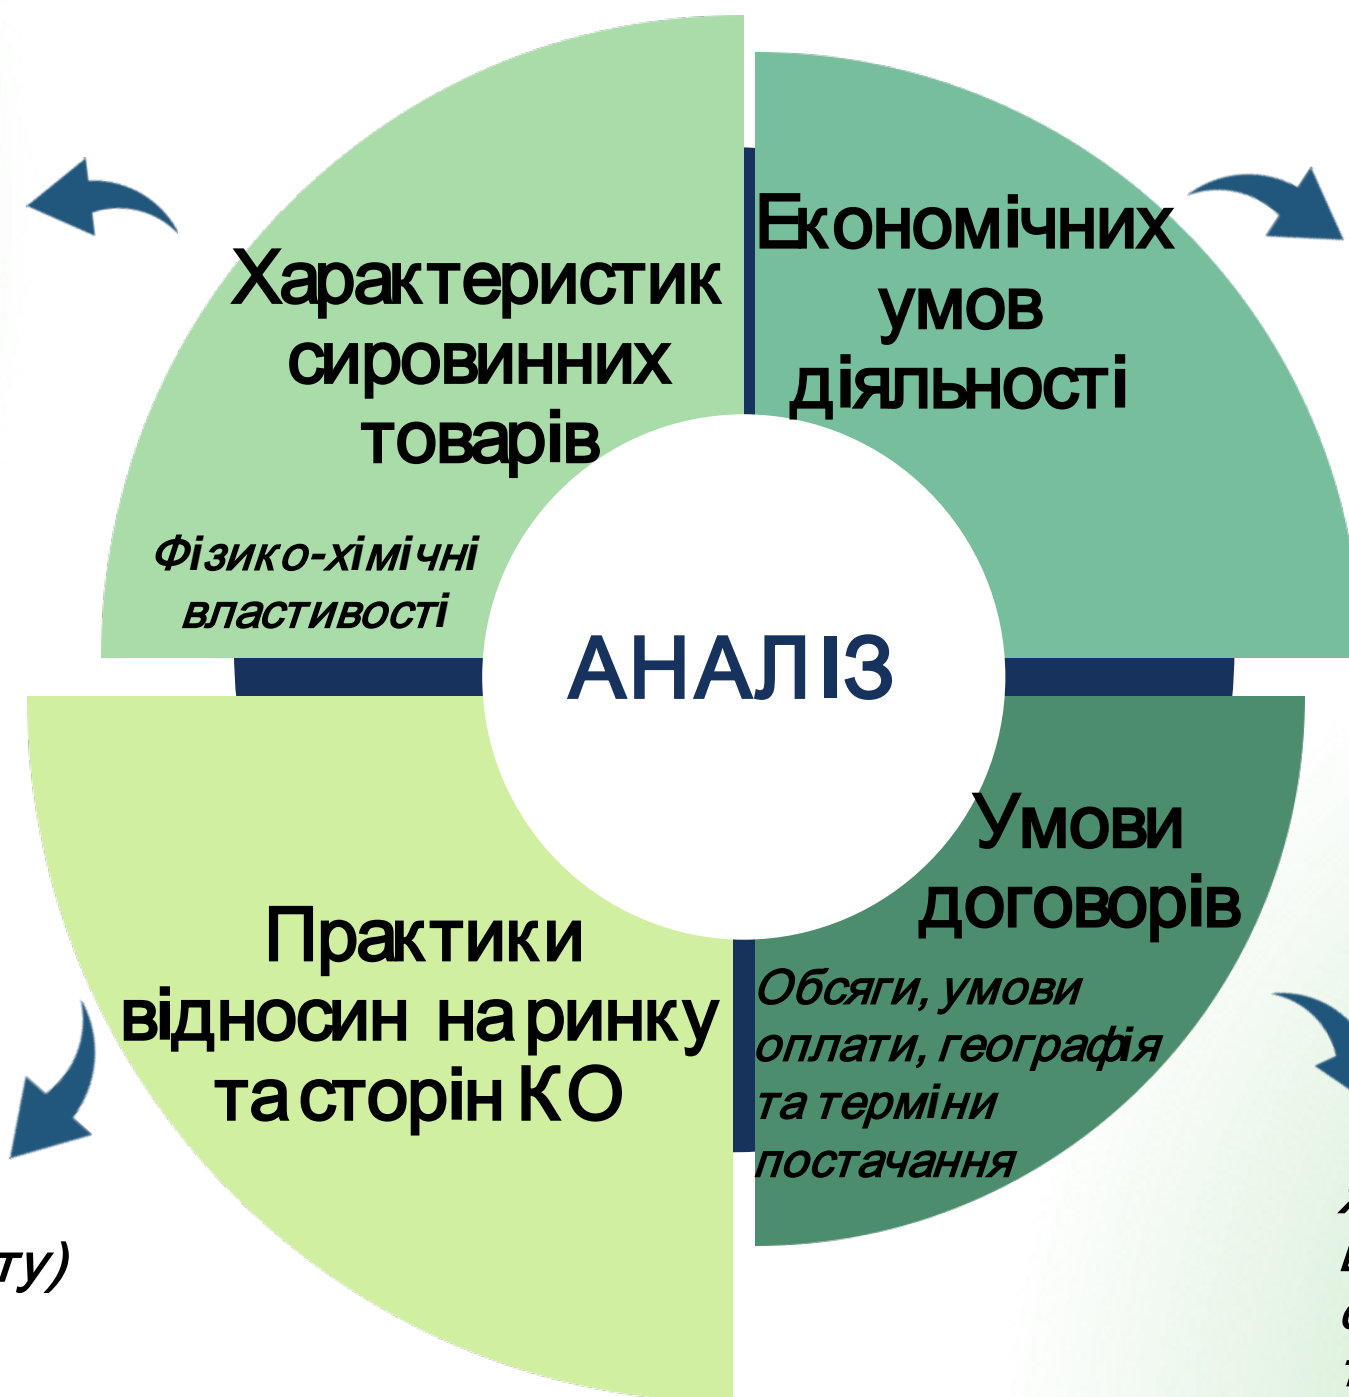 Характеристик
сировинних
товарів
Фізико-хімічні
властивості
Економічних
умов
діяльності
АНАЛІЗ
Практики
відносин на ринку
та сторін КО
Умови
договорів
Обсяги, умови
оплати, географія
та терміни
постачання
ту)